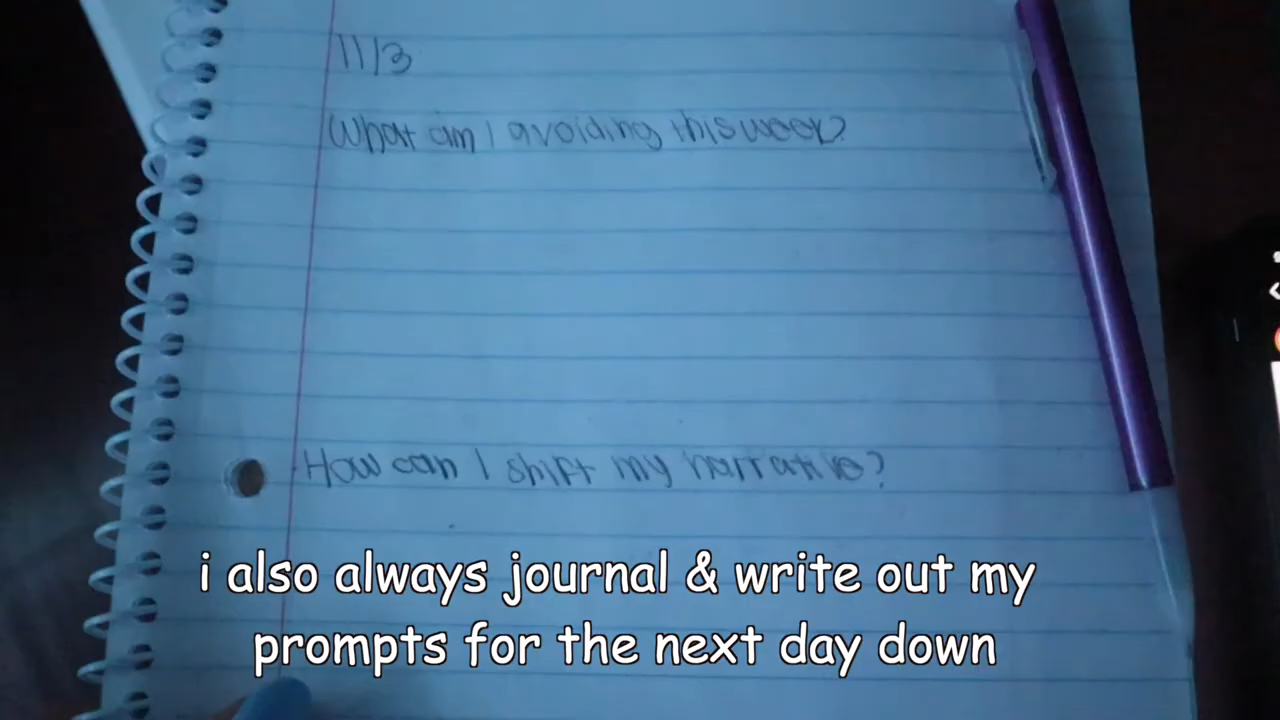 11/3
What am I avoiding this week?
How can I shift my narrative?
i also always journal & write out my
prompts for the next day down